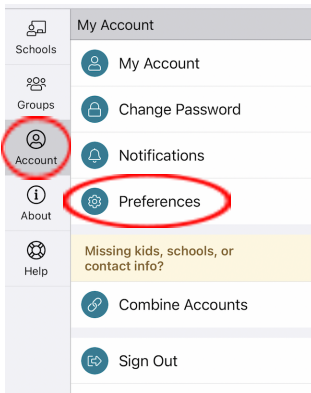 Schools
Groups
Account
About
Help
My Account
My Account
Change Password
Notifications
Preferences
Missing kids, schools, or
contact info?
Combine Accounts
Sign Out